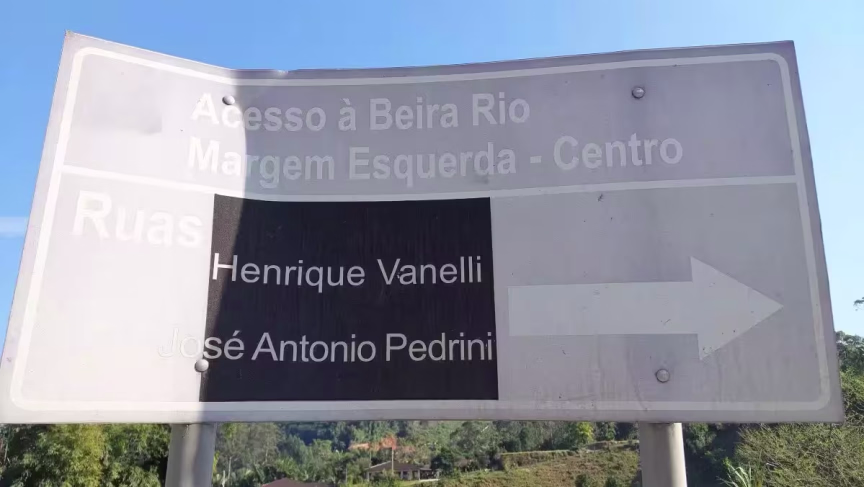 Acesso à Beira Rio
Margem Esquerda - Centro
Ruas
Henrique Vanelli
José Antonio Pedrini